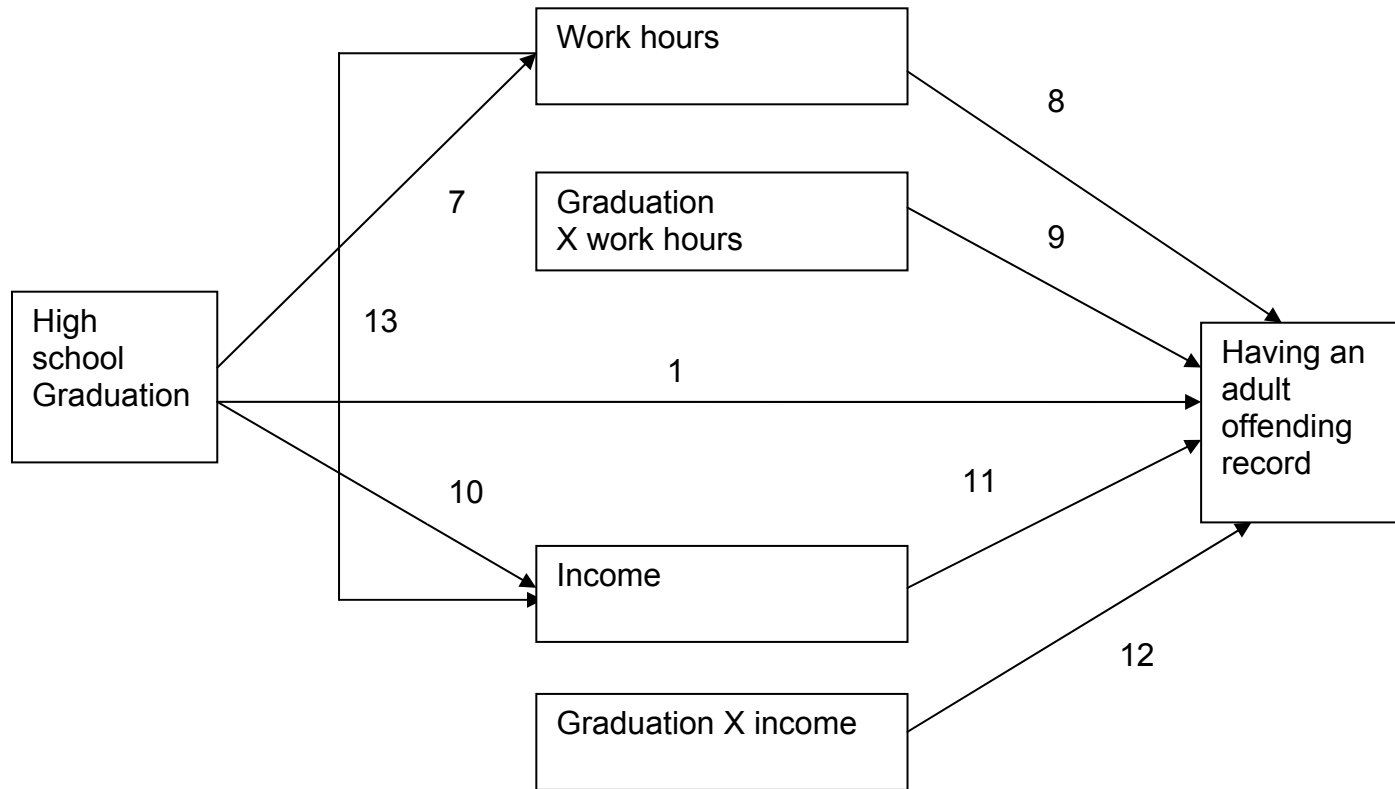 Work hours
8
7
Graduation
X work hours
9
High
school
Graduation
13
1
Having an
adult
offending
record
10
11
Income
12
Graduation X income